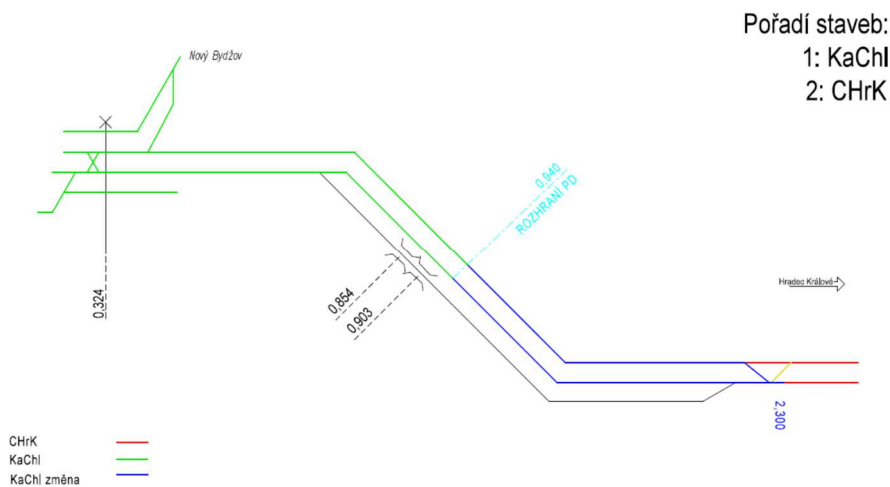 Pořadí staveb:
1: KaChl
2: CHrK
Nový Bydžov
0,940
ROZHRANÍ PD
0,324
0,854
0,903
Hradec Králové
2,300
CHrK
KaChl
KaChl změna